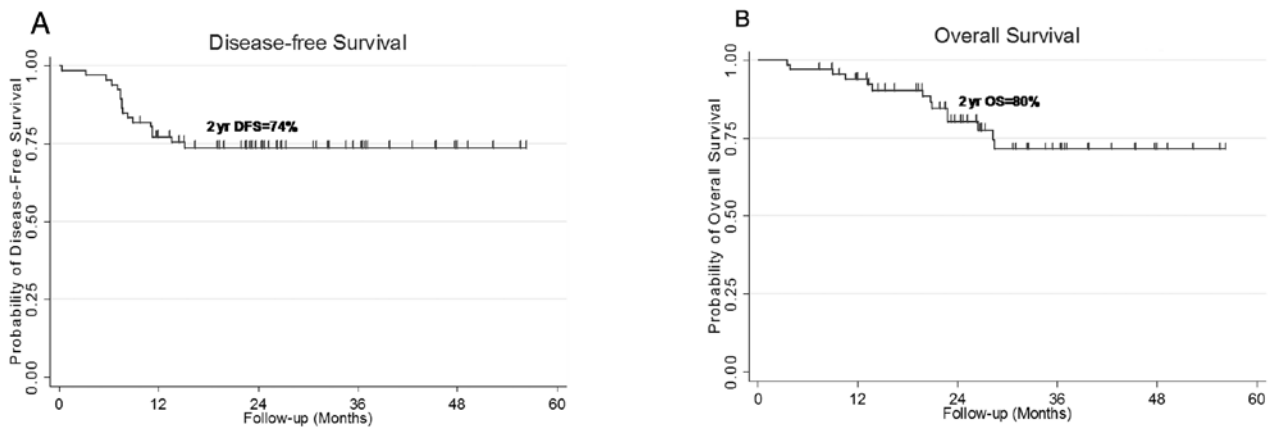 A
Disease-free Survival
Probability of Disease-Free Survival
1.00
0.75
0.50
0.25
0.00
2 yr DFS=74%
0 12 24 36 48 60
Follow-up (Months)
B
Overall Survival
Probability of Overall Survival
1.00
0.75
0.50
0.25
0.00
2 yr OS=80%
0 12 24 36 48 60
Follow-up (Months)